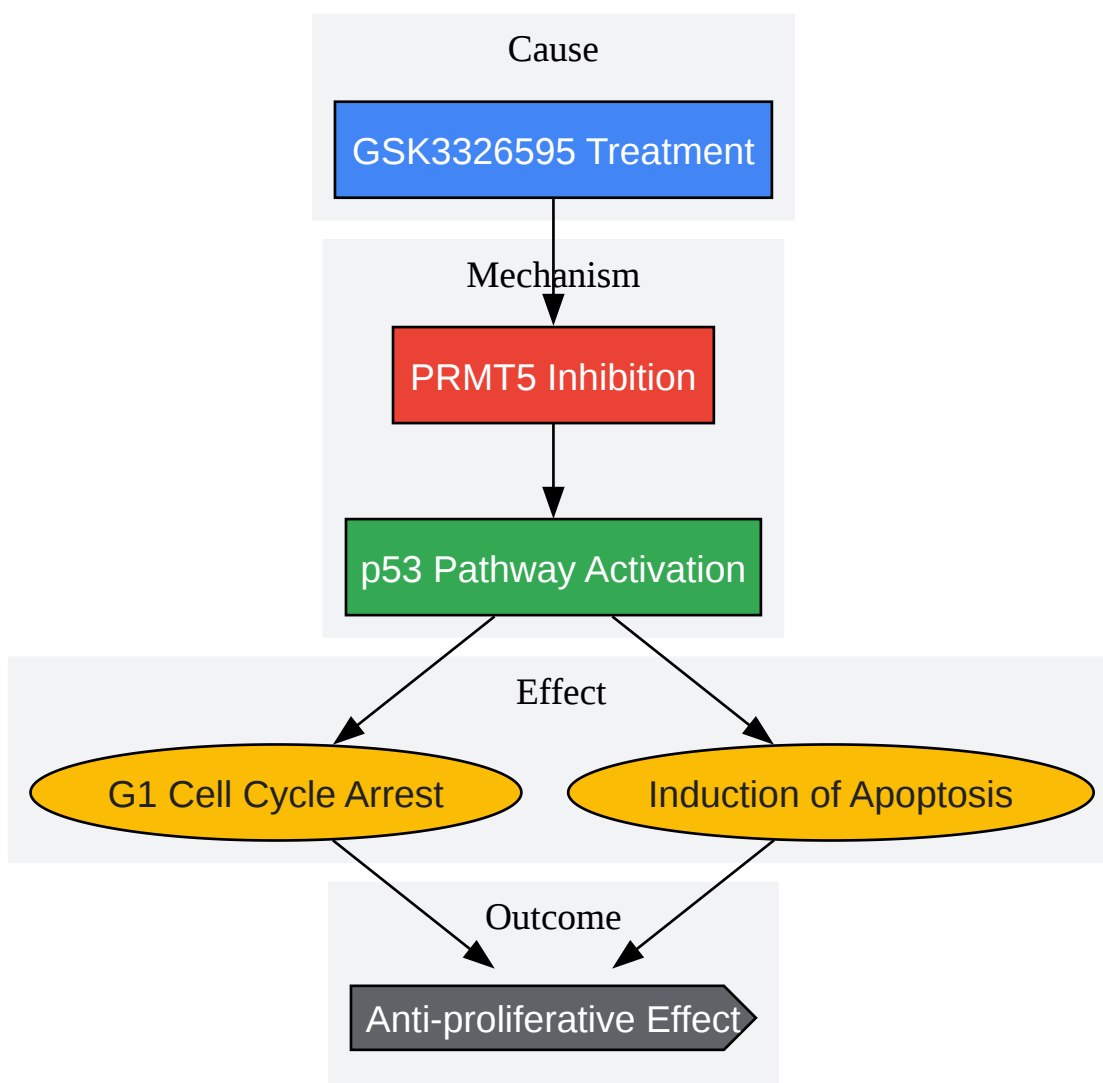 Cause
GSK3326595 Treatment
Mechanism
PRMT5 Inhibition
p53 Pathway Activation
Effect
G1 Cell Cycle Arrest
Induction of Apoptosis
Outcome
Anti-proliferative Effect